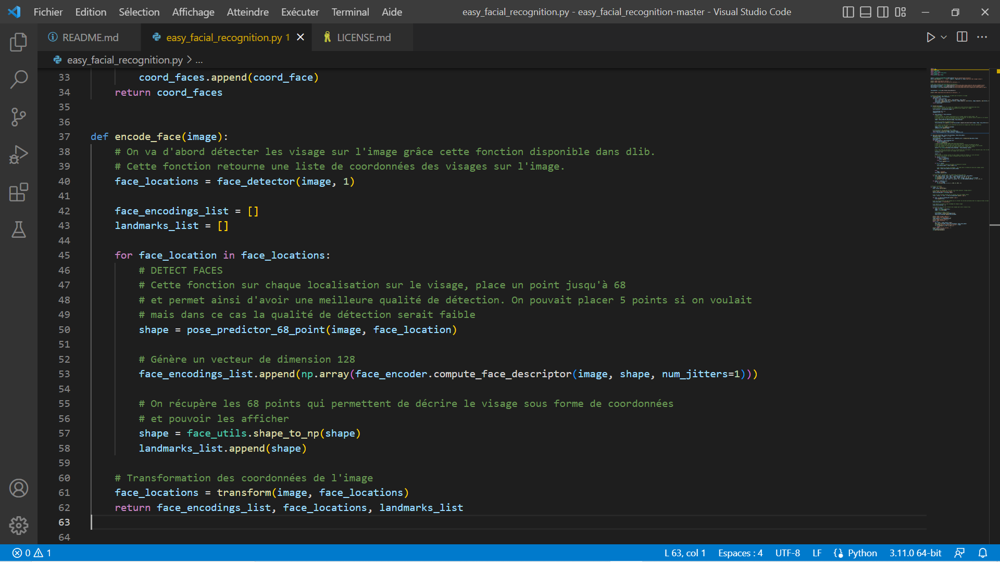 Fichier Edition Sélection Affichage Atteindre Exécuter Terminal Aide easy_facial_recognition.py - easy_facial_recognition-master - Visual Studio Code
README.md easy_facial_recognition.py 1 LICENSE.md
easy_facial_recognition.py > ...
33 coord_faces.append(coord_face)
34 return coord_faces
35
36
37 def encode_face(image):
38 # On va d'abord détecter les visage sur l'image grâce cette fonction disponible dans dlib.
39 # Cette fonction retourne une liste de coordonnées des visages sur l'image.
40 face_locations = face_detector(image, 1)
41
42 face_encodings_list = []
43 landmarks_list = []
44
45 for face_location in face_locations:
46 # DETECT FACES
47 # Cette fonction sur chaque localisation sur le visage, place un point jusqu'à 68
48 # et permet ainsi d'avoir une meilleure qualité de détection. On pouvait placer 5 points si on voulait
49 # mais dans ce cas la qualité de détection serait faible
50 shape = pose_predictor_68_point(image, face_location)
51
52 # Génère un vecteur de dimension 128
53 face_encodings_list.append(np.array(face_encoder.compute_face_descriptor(image, shape, num_jitters=1)))
54
55 # On récupère les 68 points qui permettent de décrire le visage sous forme de coordonnées
56 # et pouvoir les afficher
57 shape = face_utils.shape_to_np(shape)
58 landmarks_list.append(shape)
59
60 # Transformation des coordonnées de l'image
61 face_locations = transform(image, face_locations)
62 return face_encodings_list, face_locations, landmarks_list
63
64
0 1 L 63, col 1 Espaces : 4 UTF-8 LF Python 3.11.0 64-bit